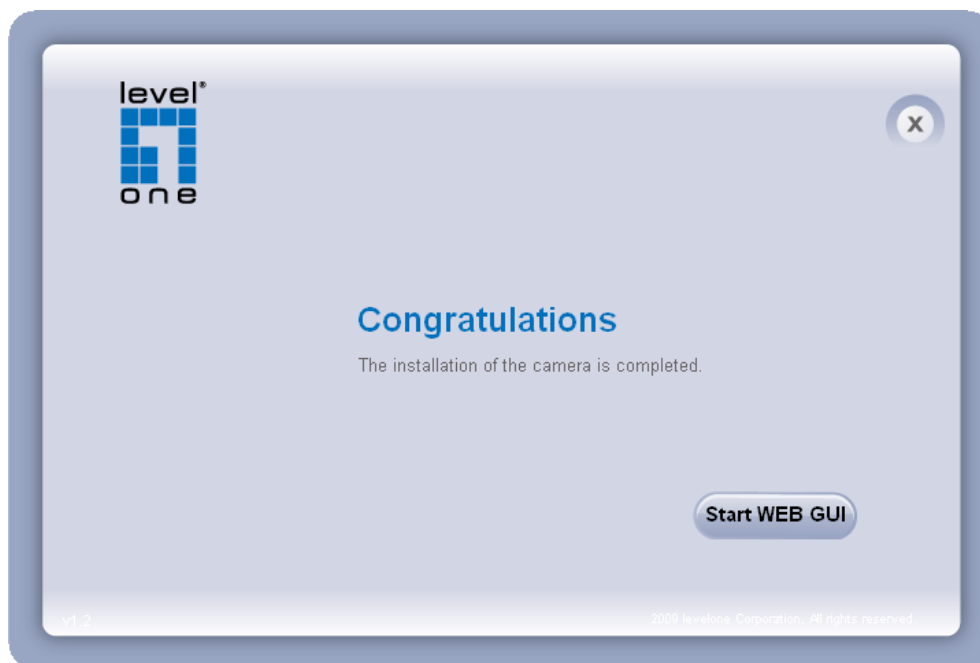 level®
one
X
Congratulations
The installation of the camera is completed.
Start WEB GUI
v1.2
2009 levelone Corporation. All rights reserved.